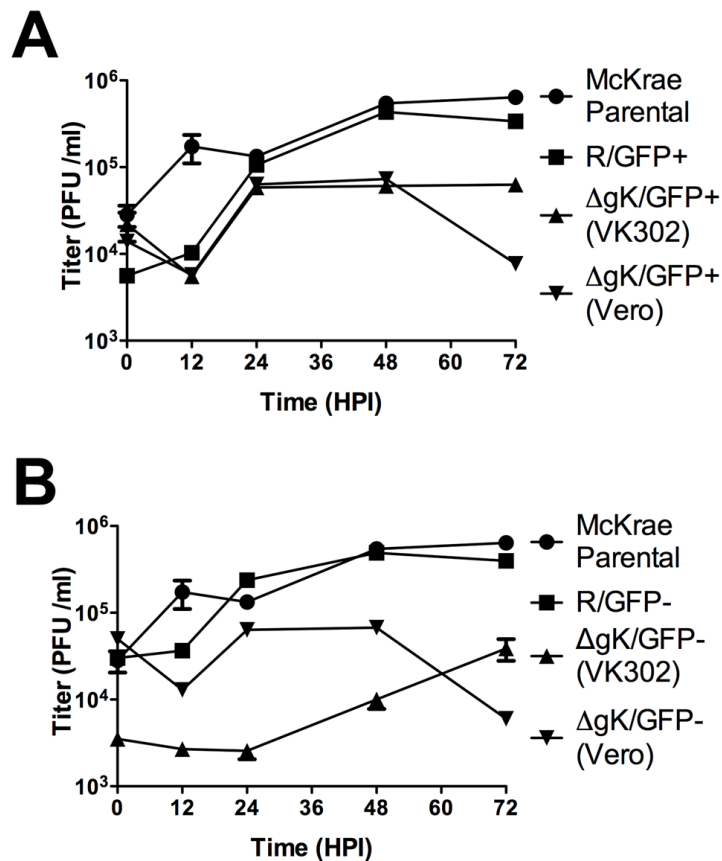 A
10⁶
10⁵
10⁴
10³
Titer (PFU /ml)
0 12 24 36 48 60 72
Time (HPI)
McKrae
Parental
R/GFP+
ΔgK/GFP+
(VK302)
ΔgK/GFP+
(Vero)
B
10⁶
10⁵
10⁴
10³
Titer (PFU /ml)
0 12 24 36 48 60 72
Time (HPI)
McKrae
Parental
R/GFP-
ΔgK/GFP-
(VK302)
ΔgK/GFP-
(Vero)